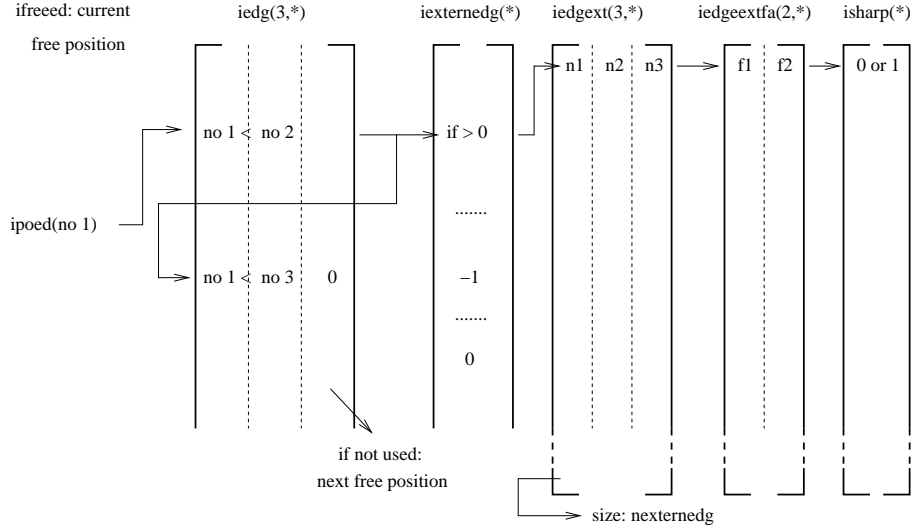 ifreeed: current
free position
iedg(3,*)
iexternedg(*)
iedgext(3,*)
iedgeextfa(2,*)
isharp(*)
n1 n2 n3
f1 f2
0 or 1
no 1 < no 2
if > 0
ipoed(no 1)
.......
no 1 < no 3 0
−1
.......
0
if not used:
next free position
size: nexternedg